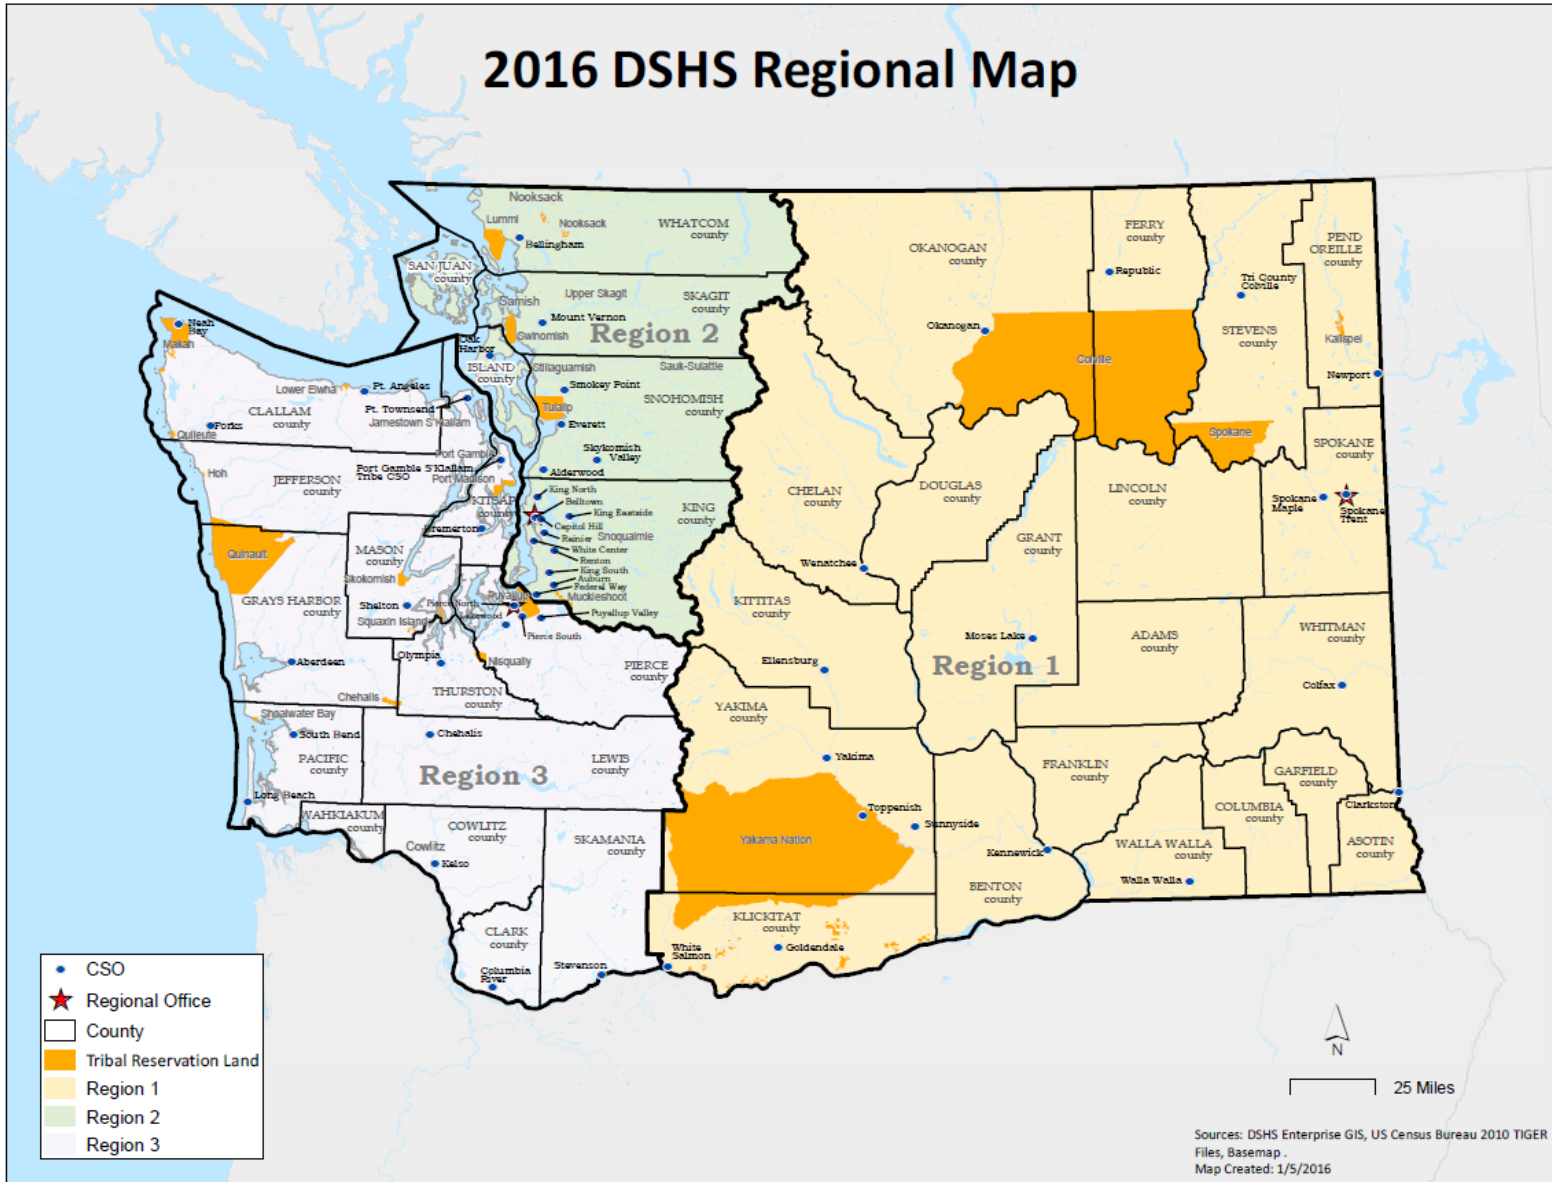 2016 DSHS Regional Map
Nooksack
Lummi
Nooksack
Bellingham
WHATCOM
county
SAN JUAN
county
Samish
Upper Skagit
SKAGIT
county
Mount Vernon
Region 2
Swinomish
Oak
Harbor
ISLAND
county
Stillaguamish
Sauk-Suiattle
Smokey Point
SNOHOMISH
county
Tulalip
Everett
Skykomish
Valley
Alderwood
King North
Belltown
King Eastside
KING
county
Capitol Hill
Rainier
Snoqualmie
White Center
Renton
King South
Auburn
Federal Way
Muckleshoot
Neah
Bay
Makah
Lower Elwha
Pt. Angeles
CLALLAM
county
Pt. Townsend
Jamestown S'Klallam
Forks
Quileute
Port Gamble
Port Gamble S'Klallam
Tribe CSO
Hoh
JEFFERSON
county
Port Madison
KITSAP
county
Bremerton
Quinault
MASON
county
Skokomish
GRAYS HARBOR
county
Shelton
Squaxin Island
Puyallup
Pierce North
Lakewood
Puyallup Valley
Pierce South
Aberdeen
Olympia
Nisqually
PIERCE
county
Chehalis
THURSTON
county
Shoalwater Bay
South Bend
Chehalis
PACIFIC
county
LEWIS
county
Region 3
Long Beach
WAHKIAKUM
county
COWLITZ
county
Cowlitz
Kelso
SKAMANIA
county
CLARK
county
Columbia
River
Stevenson
OKANOGAN
county
FERRY
county
PEND
OREILLE
county
Republic
Tri County
Colville
Okanogan
STEVENS
county
Kalispel
Colville
Newport
Spokane
SPOKANE
county
CHELAN
county
DOUGLAS
county
LINCOLN
county
Spokane
Maple
Spokane
Trent
GRANT
county
Wenatchee
KITTITAS
county
Moses Lake
ADAMS
county
WHITMAN
county
Ellensburg
Region 1
Colfax
YAKIMA
county
Yakima
FRANKLIN
county
GARFIELD
county
Toppenish
COLUMBIA
county
Clarkston
Sunnyside
Yakama Nation
Kennewick
WALLA WALLA
county
ASOTIN
county
BENTON
county
Walla Walla
KLICKITAT
county
White
Salmon
Goldendale
CSO
Regional Office
County
Tribal Reservation Land
Region 1
Region 2
Region 3
N
25 Miles
Sources: DSHS Enterprise GIS, US Census Bureau 2010 TIGER
Files, Basemap .
Map Created: 1/5/2016